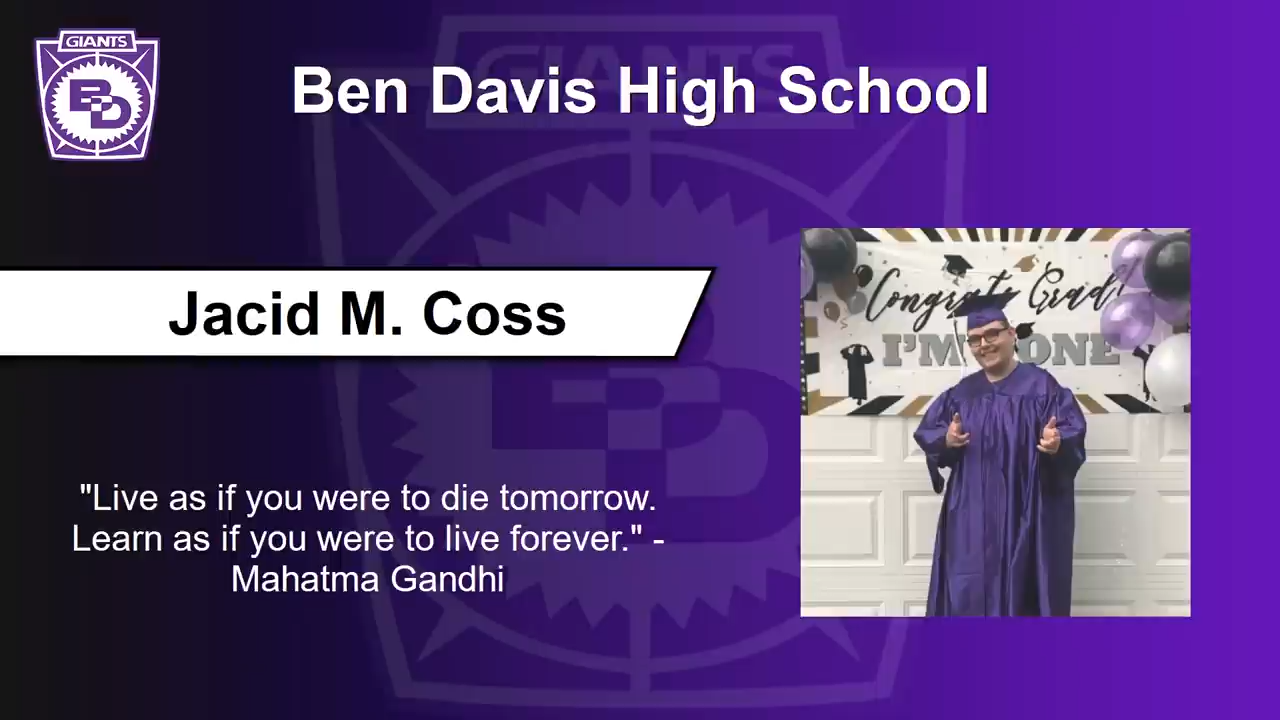 GIANTS
BD
Ben Davis High School
Jacid M. Coss
"Live as if you were to die tomorrow.
Learn as if you were to live forever." -
Mahatma Gandhi
Congrats Grad!
I'M DONE